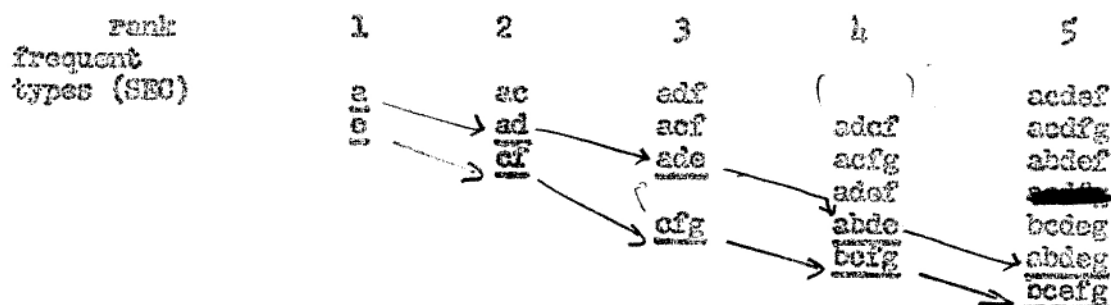 rank 1 2 3 4 5
frequent
types (SEC)
a ac adf ( ) acdef
c ad acf adcf acdfg
cf ade acfg abdef
adef
cfg abde bcdeg
bcfg abdeg
bcefg